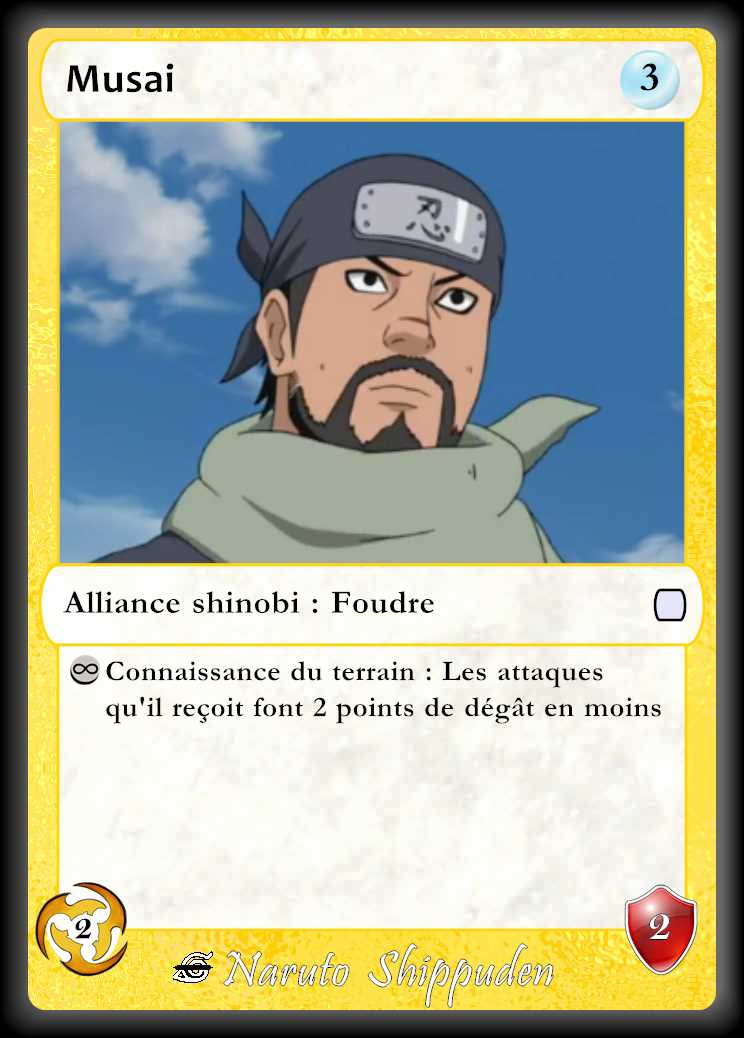 Musai
3
忍
Alliance shinobi : Foudre
∞ Connaissance du terrain : Les attaques
qu'il reçoit font 2 points de dégât en moins
2
2
Naruto Shippuden